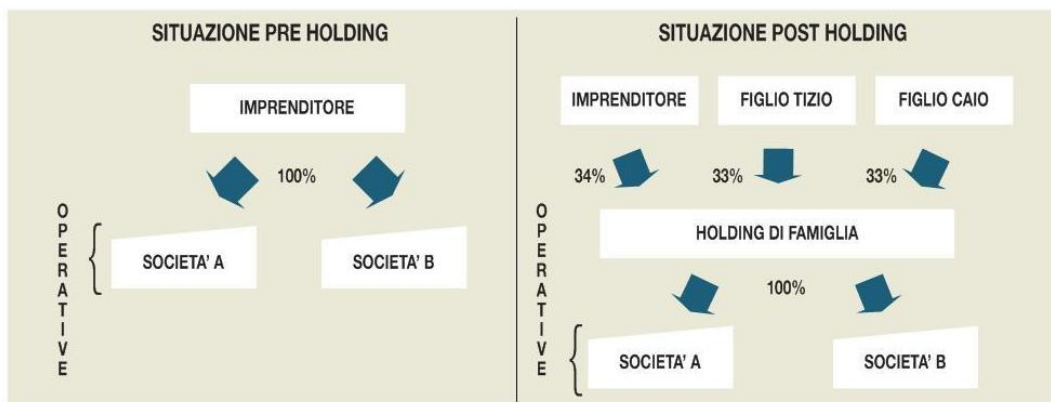 SITUAZIONE PRE HOLDING
IMPRENDITORE
100%
OPERATIVE
SOCIETA' A
SOCIETA' B
SITUAZIONE POST HOLDING
IMPRENDITORE
FIGLIO TIZIO
FIGLIO CAIO
34%
33%
33%
HOLDING DI FAMIGLIA
100%
OPERATIVE
SOCIETA' A
SOCIETA' B